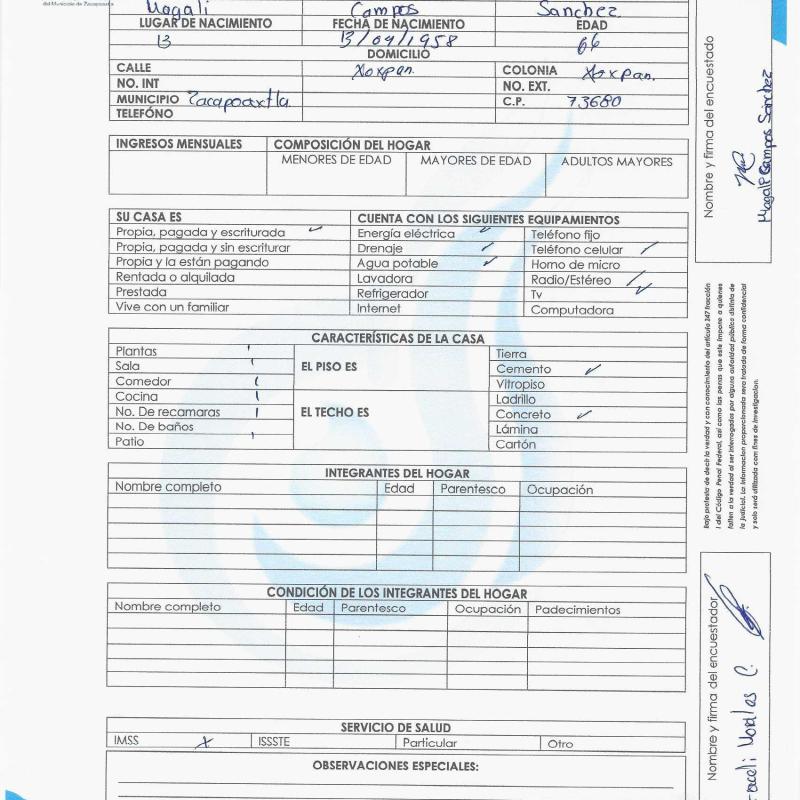 del Municipio de Zacapoaxtla
Magali Campos Sanchez
LUGAR DE NACIMIENTO FECHA DE NACIMIENTO EDAD
13 13/04/1958 66
DOMICILIO
CALLE Xoxpan. COLONIA Xoxpan.
NO. INT NO. EXT.
MUNICIPIO Zacapoaxtla. C.P. 73680
TELEFÓNO
INGRESOS MENSUALES COMPOSICIÓN DEL HOGAR
MENORES DE EDAD MAYORES DE EDAD ADULTOS MAYORES
SU CASA ES CUENTA CON LOS SIGUIENTES EQUIPAMIENTOS
Propia, pagada y escriturada ✓ Energía eléctrica ✓ Teléfono fijo
Propia, pagada y sin escriturar Drenaje ✓ Teléfono celular ✓
Propia y la están pagando Agua potable ✓ Horno de micro
Rentada o alquilada Lavadora Radio/Estéreo ✓
Prestada Refrigerador Tv ✓
Vive con un familiar Internet Computadora
CARACTERÍSTICAS DE LA CASA
Plantas 1 Tierra
Sala 1 EL PISO ES Cemento ✓
Comedor 1 Vitropiso
Cocina 1 Ladrillo
No. De recamaras 1 EL TECHO ES Concreto ✓
No. De baños Lámina
Patio 1 Cartón
INTEGRANTES DEL HOGAR
Nombre completo Edad Parentesco Ocupación
CONDICIÓN DE LOS INTEGRANTES DEL HOGAR
Nombre completo Edad Parentesco Ocupación Padecimientos
SERVICIO DE SALUD
IMSS X ISSSTE Particular Otro
OBSERVACIONES ESPECIALES:
Nombre y firma del encuestado
Magali Campos Sánchez
Bajo protesta de decir la verdad y con conocimiento del artículo 247 fracción
I del Código Penal Federal, así como las penas que este impone a quienes
falten a la verdad al ser interrogados por alguna autoridad pública distinta de
la judicial. La información proporcionada sera tratada de forma confidencial
y solo será utilizada con fines de investigación.
Nombre y firma del encuestador
Araceli Morales C.